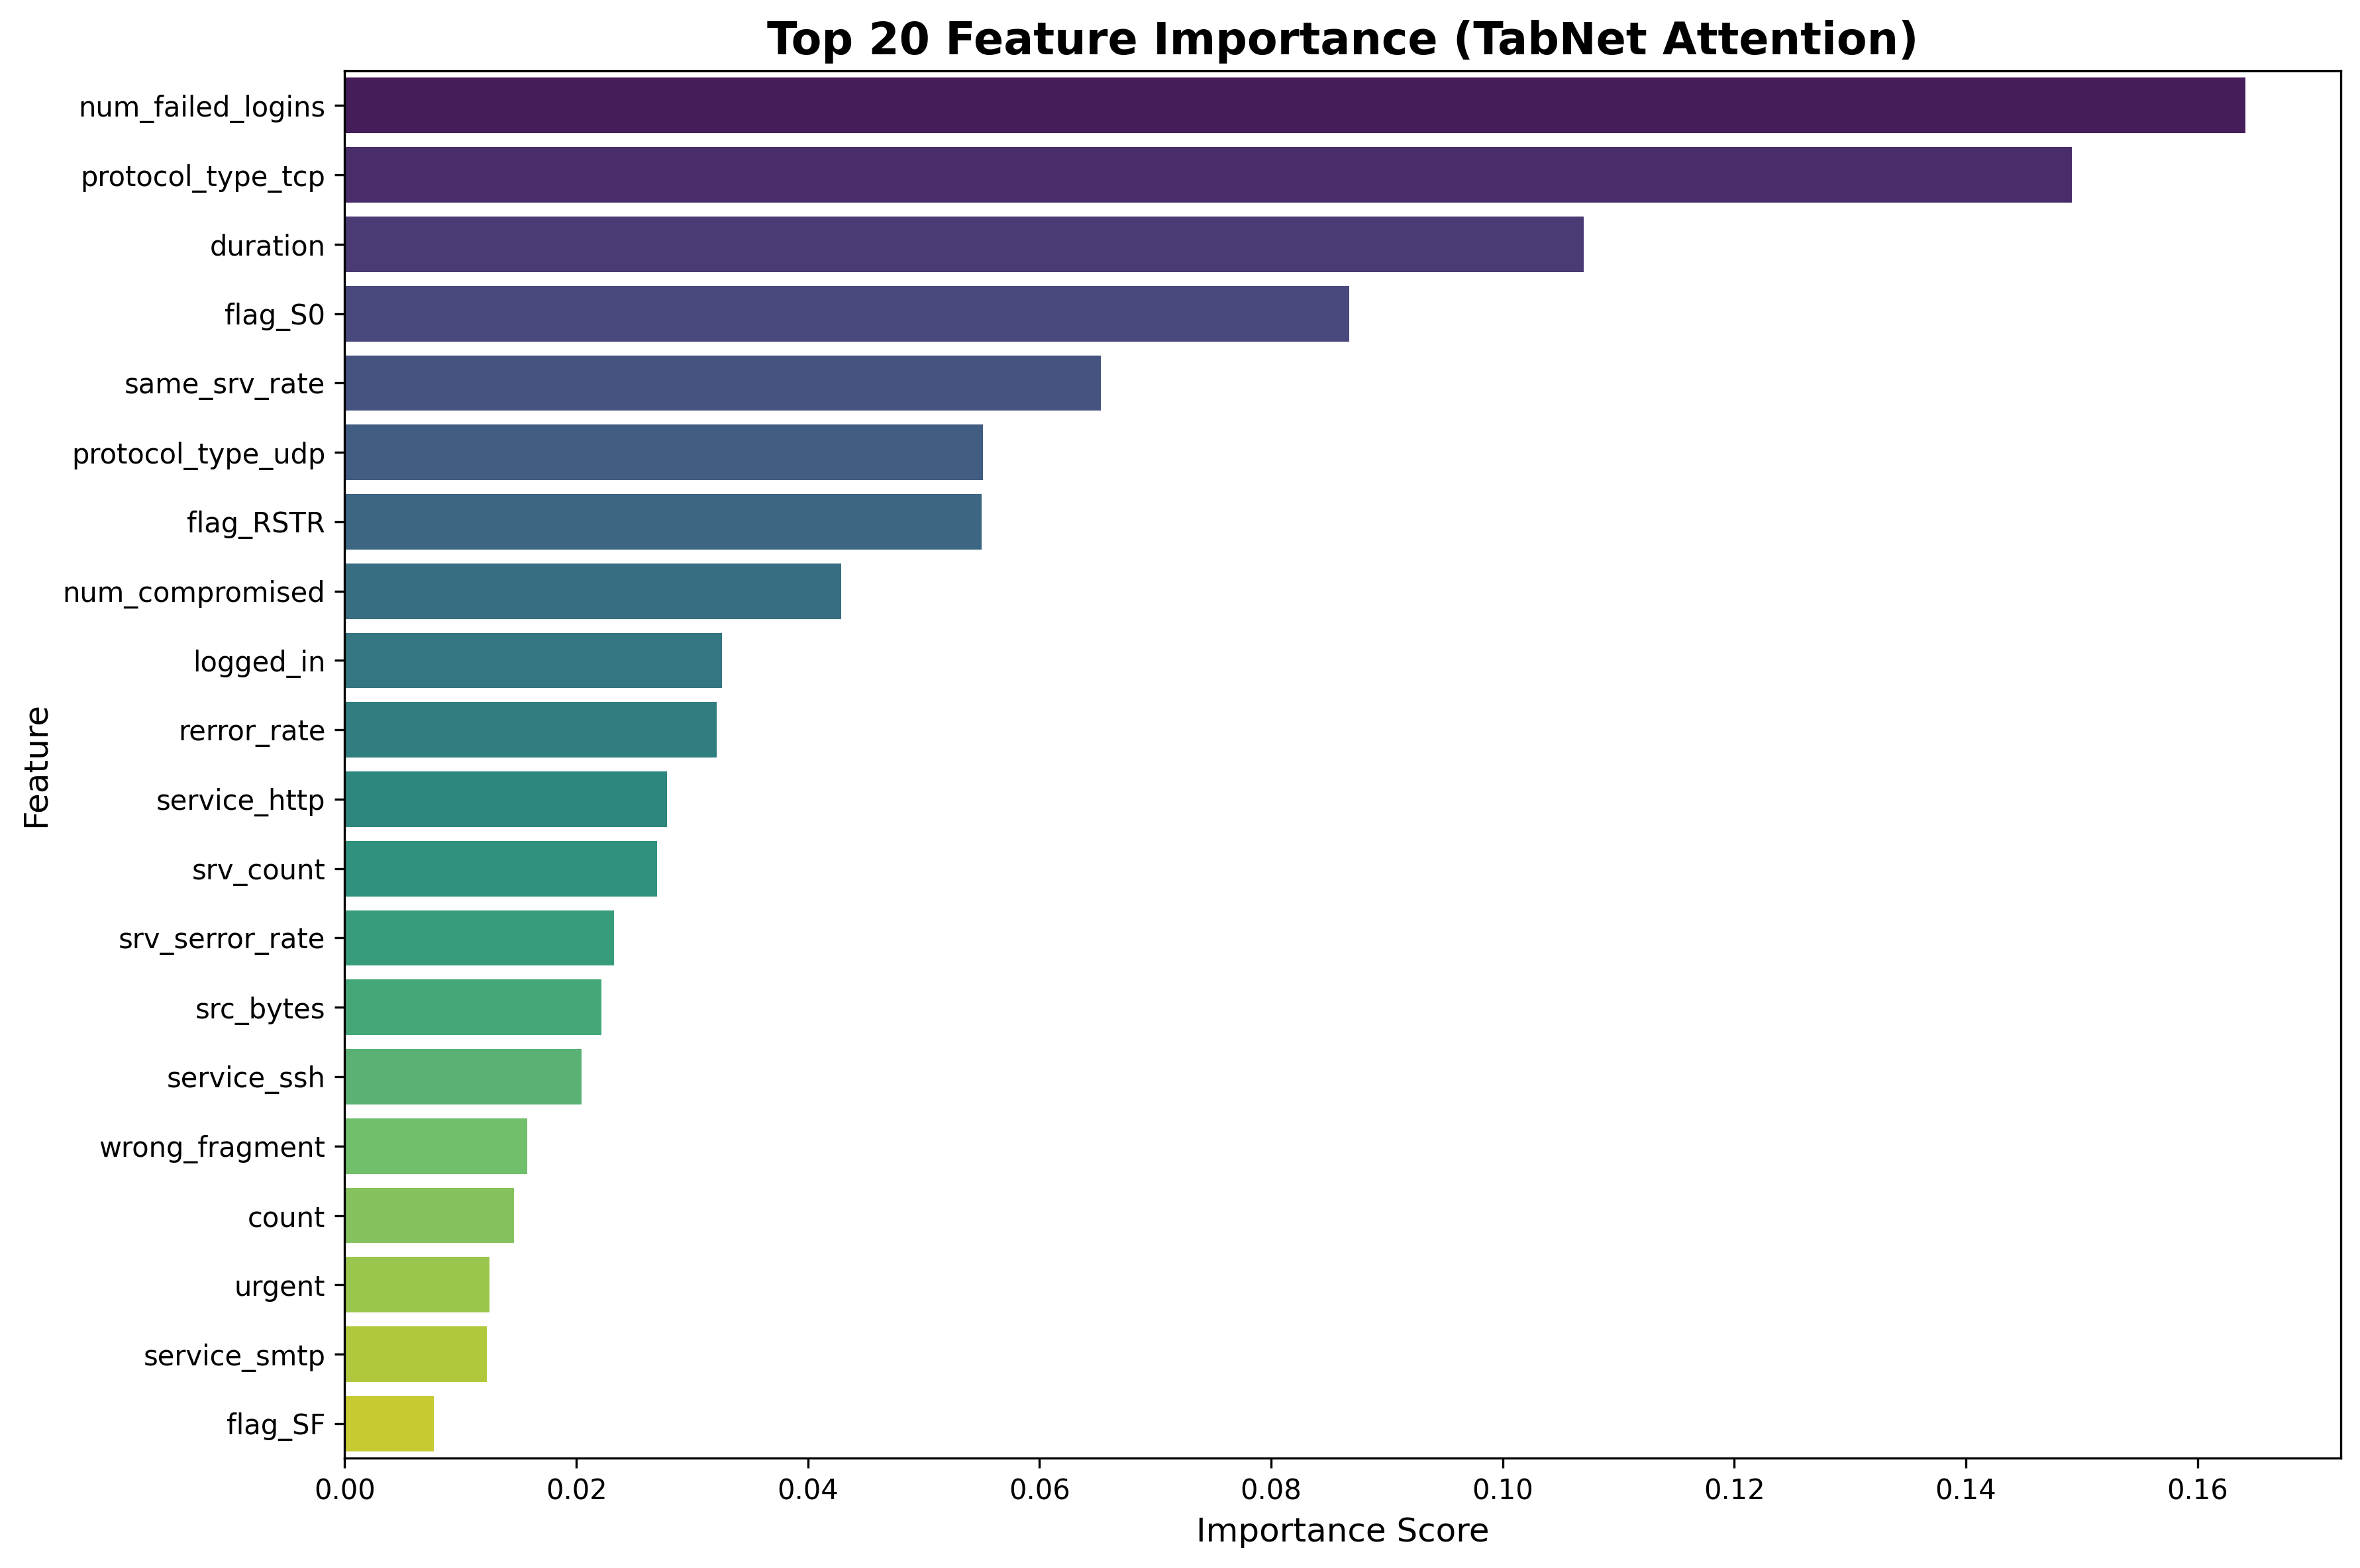 Top 20 Feature Importance (TabNet Attention)
num_failed_logins
protocol_type_tcp
duration
flag_S0
same_srv_rate
protocol_type_udp
flag_RSTR
num_compromised
logged_in
rerror_rate
service_http
srv_count
srv_serror_rate
src_bytes
service_ssh
wrong_fragment
count
urgent
service_smtp
flag_SF
Feature
0.00 0.02 0.04 0.06 0.08 0.10 0.12 0.14 0.16
Importance Score